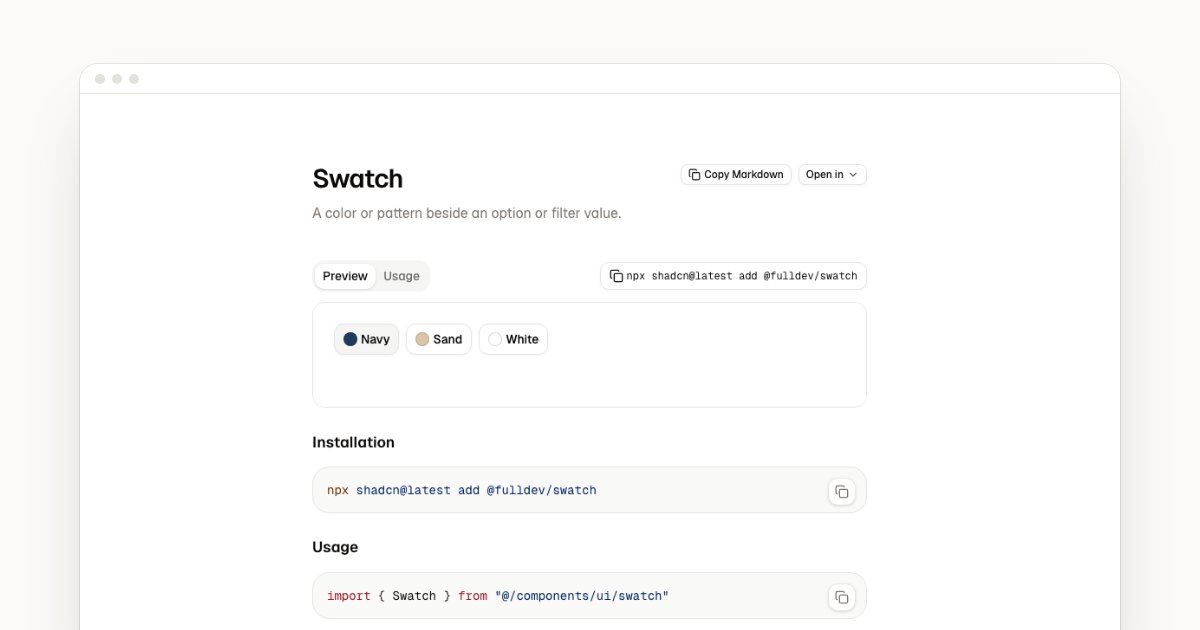 Swatch
Copy Markdown
Open in
A color or pattern beside an option or filter value.
Preview
Usage
npx shadcn@latest add @fulldev/swatch
Navy
Sand
White
Installation
npx shadcn@latest add @fulldev/swatch
Usage
import { Swatch } from "@/components/ui/swatch"